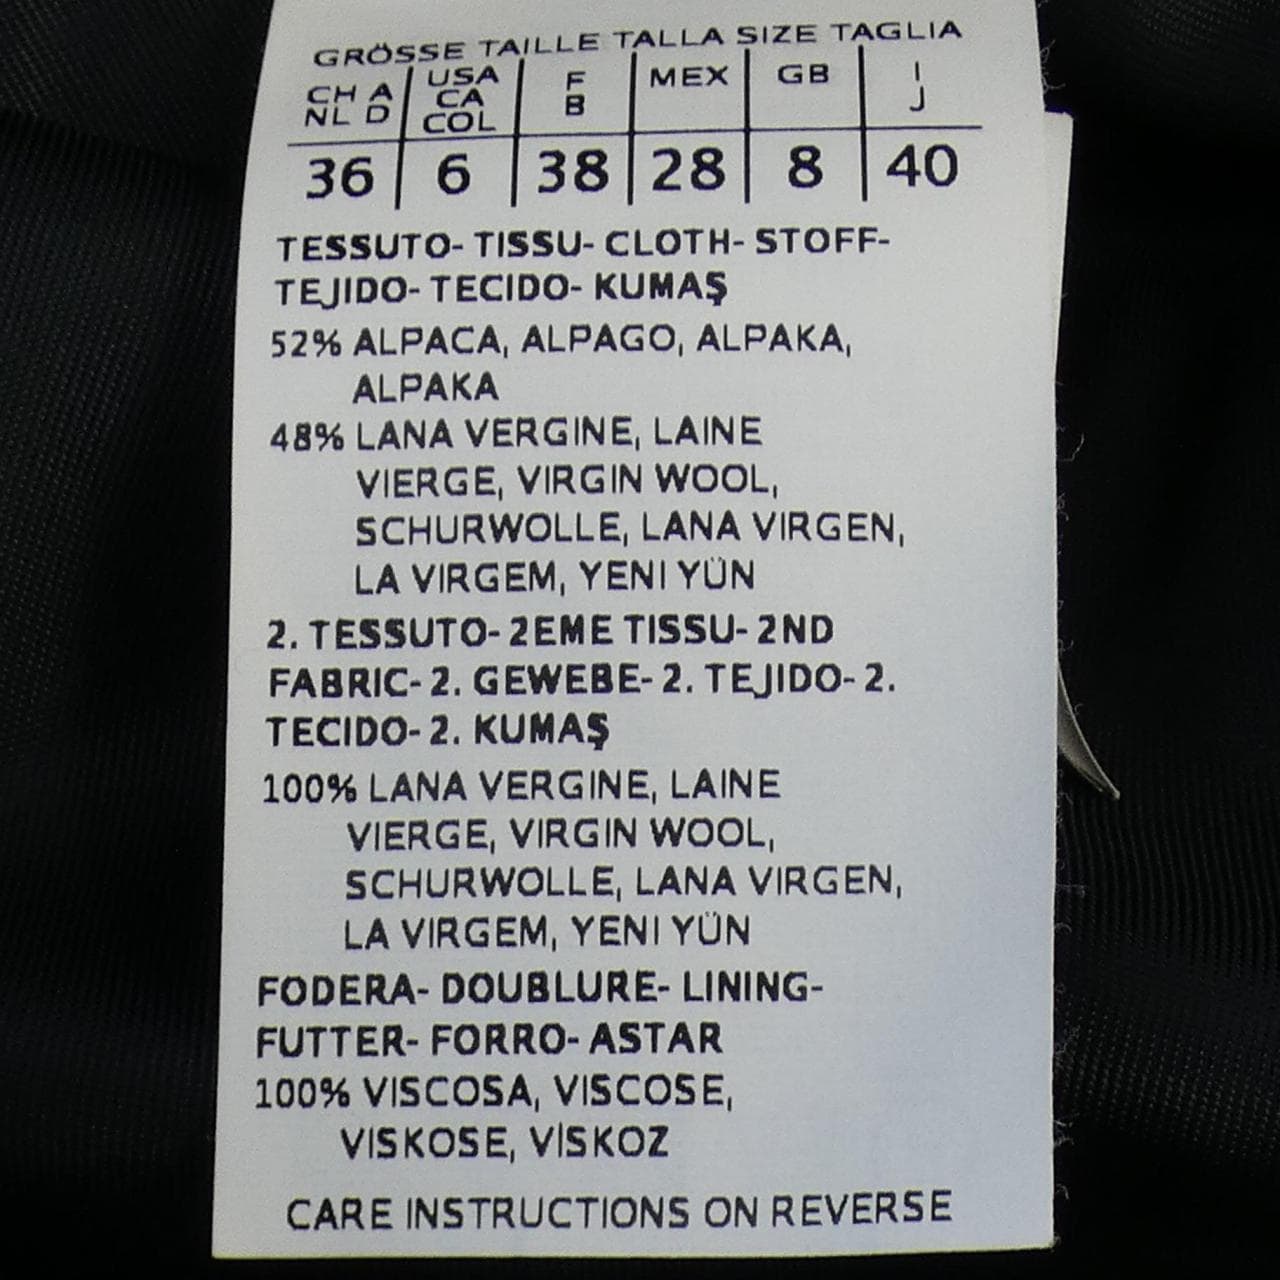 GRÖSSE TAILLE TALLA SIZE TAGLIA
CH A USA F MEX GB I
NL D CA B J
COL
36 6 38 28 8 40
TESSUTO- TISSU- CLOTH- STOFF-
TEJIDO- TECIDO- KUMAŞ
52% ALPACA, ALPAGO, ALPAKA,
ALPAKA
48% LANA VERGINE, LAINE
VIERGE, VIRGIN WOOL,
SCHURWOLLE, LANA VIRGEN,
LA VIRGEM, YENI YÜN
2. TESSUTO- 2EME TISSU- 2ND
FABRIC- 2. GEWEBE- 2. TEJIDO- 2.
TECIDO- 2. KUMAŞ
100% LANA VERGINE, LAINE
VIERGE, VIRGIN WOOL,
SCHURWOLLE, LANA VIRGEN,
LA VIRGEM, YENI YÜN
FODERA- DOUBLURE- LINING-
FUTTER- FORRO- ASTAR
100% VISCOSA, VISCOSE,
VISKOSE, VİSKOZ
CARE INSTRUCTIONS ON REVERSE